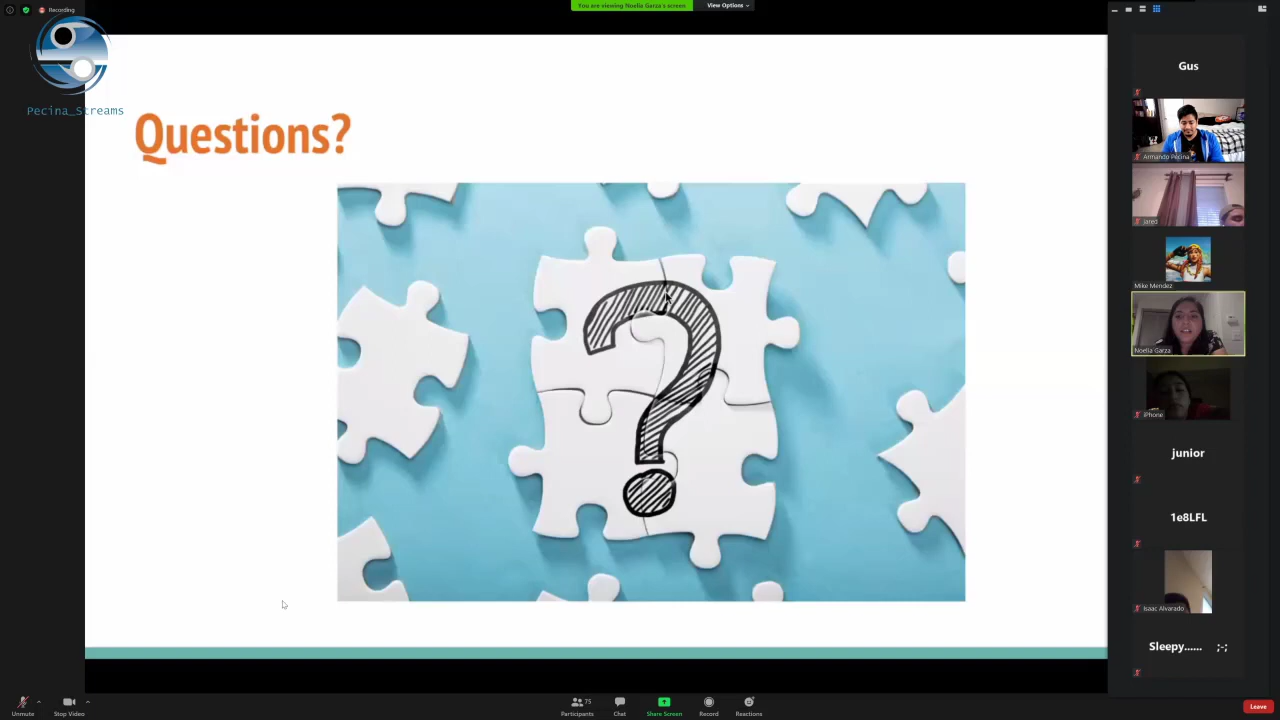 Recording
You are viewing Noelia Garza's screen
View Options
Pecina_Streams
Questions?
?
Gus
Armando Pecina
jared
Mike Mendez
Noelia Garza
iPhone
junior
1e8LFL
Isaac Alvarado
Sleepy...... ;-;
Unmute
Stop Video
75
Participants
Chat
Share Screen
Record
Reactions
Leave